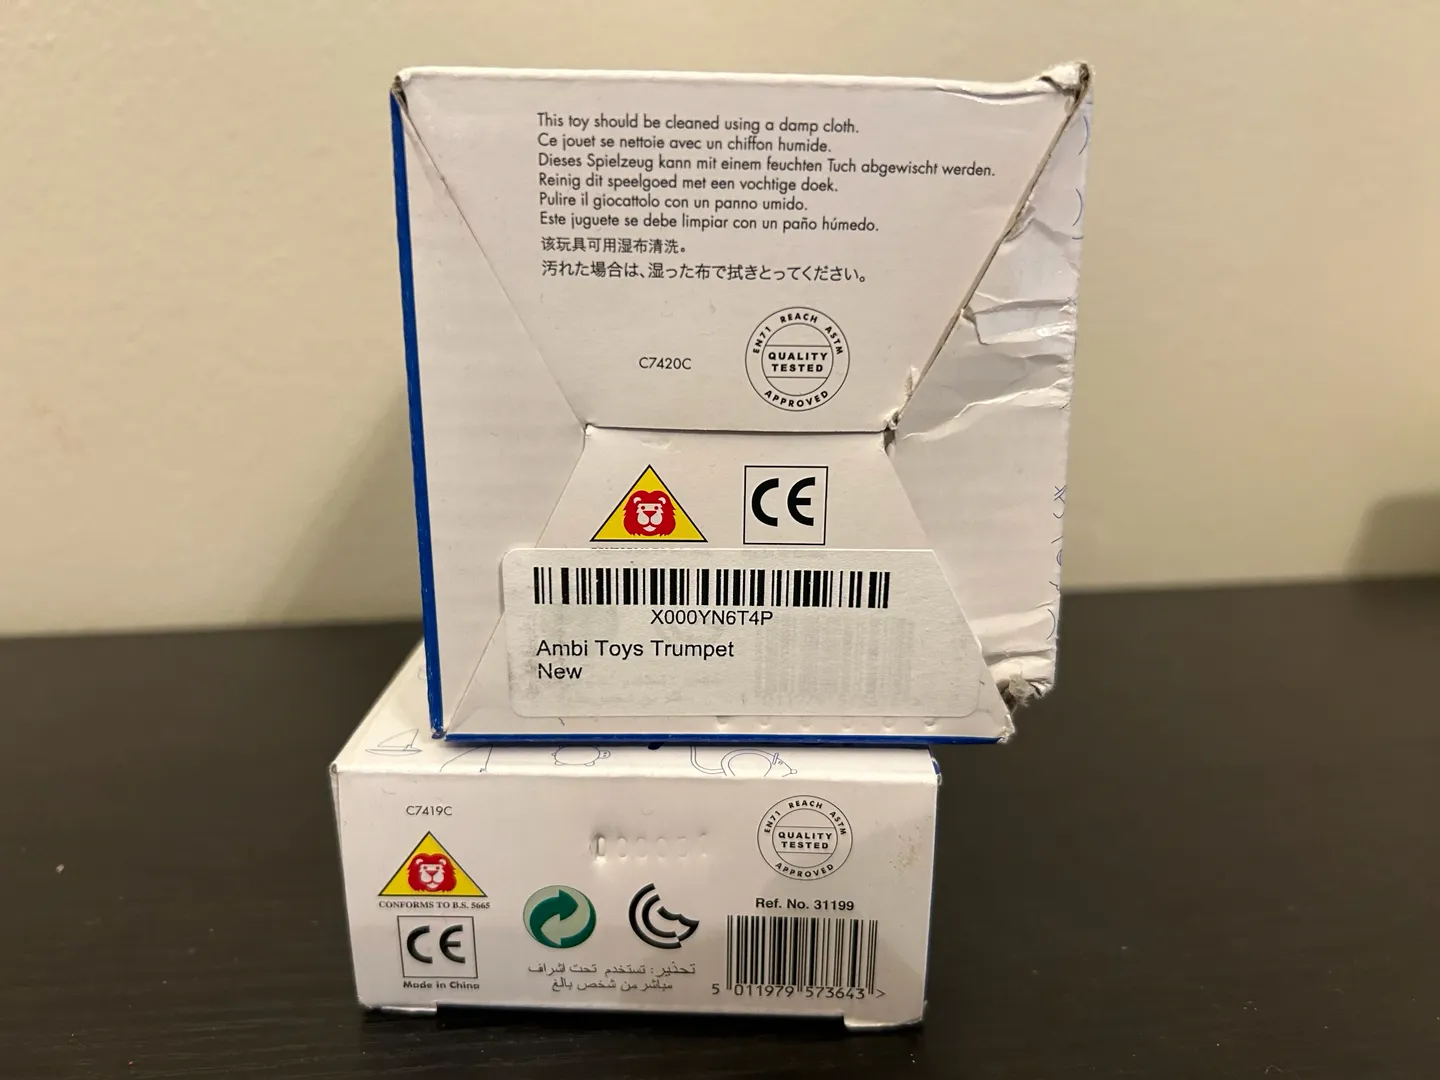 This toy should be cleaned using a damp cloth.
Ce jouet se nettoie avec un chiffon humide.
Dieses Spielzeug kann mit einem feuchten Tuch abgewischt werden.
Reinig dit speelgoed met een vochtige doek.
Pulire il giocattolo con un panno umido.
Este juguete se debe limpiar con un paño húmedo.
该玩具可用湿布清洗。
汚れた場合は、湿った布で拭きとってください。
C7420C
EN71 REACH ASTM
QUALITY
TESTED
APPROVED
CE
X000YN6T4P
Ambi Toys Trumpet
New
C7419C
EN71 REACH ASTM
QUALITY
TESTED
APPROVED
CONFORMS TO B.S. 5665
CE
Made in China
تحذير: تستخدم تحت اشراف
مباشر من شخص بالغ
Ref. No. 31199
5 011979 573643 >